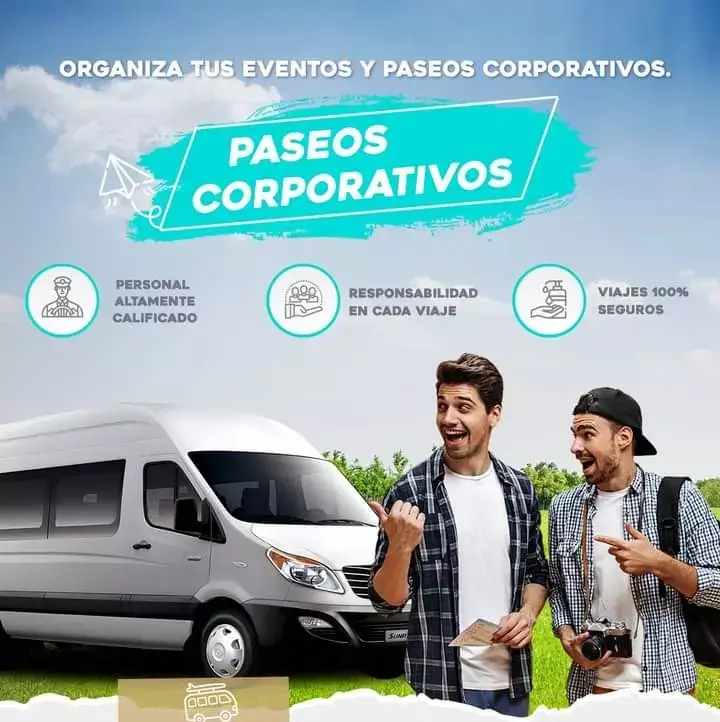 ORGANIZA TUS EVENTOS Y PASEOS CORPORATIVOS.
PASEOS
CORPORATIVOS
PERSONAL
ALTAMENTE
CALIFICADO
RESPONSABILIDAD
EN CADA VIAJE
VIAJES 100%
SEGUROS